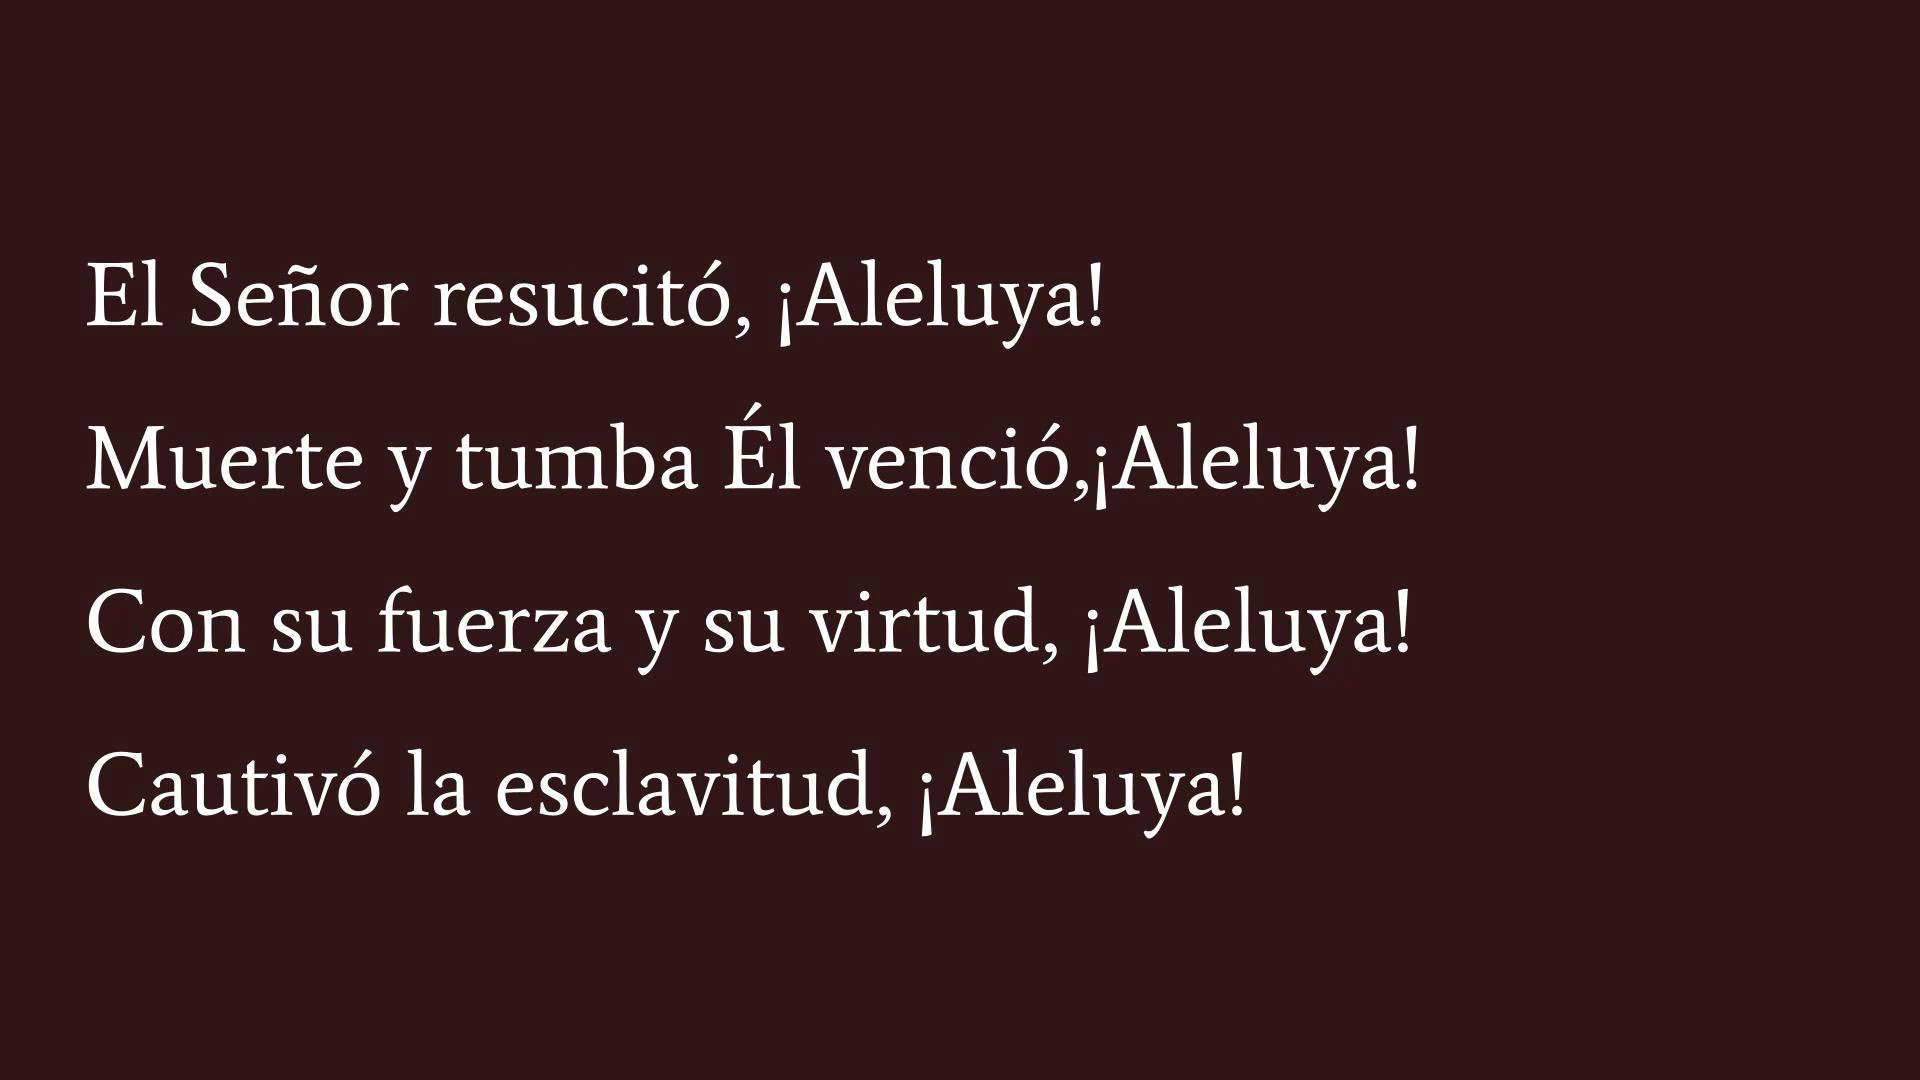 El Señor resucitó, ¡Aleluya!
Muerte y tumba Él venció,¡Aleluya!
Con su fuerza y su virtud, ¡Aleluya!
Cautivó la esclavitud, ¡Aleluya!